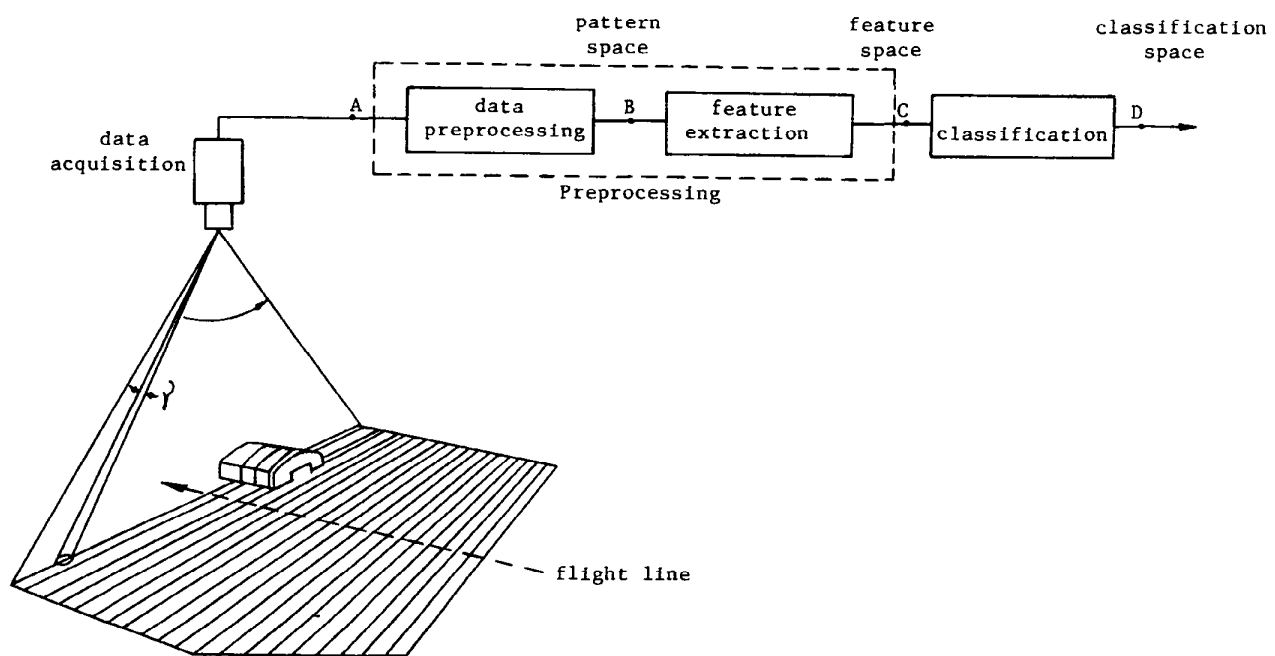 pattern
space
feature
space
classification
space
A
data
preprocessing
B
feature
extraction
C
classification
D
data
acquisition
Preprocessing
γ
flight line